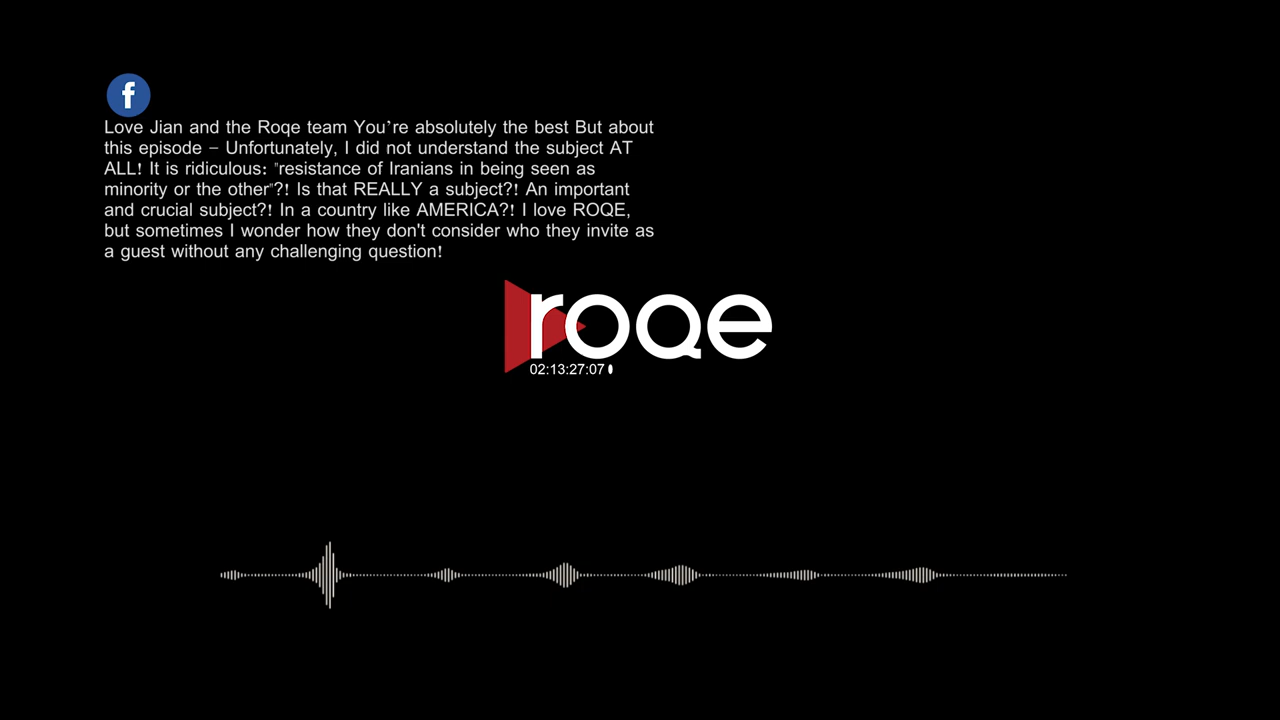 f
Love Jian and the Roqe team You're absolutely the best But about
this episode – Unfortunately, I did not understand the subject AT
ALL! It is ridiculous: "resistance of Iranians in being seen as
minority or the other"?! Is that REALLY a subject?! An important
and crucial subject?! In a country like AMERICA?! I love ROQE,
but sometimes I wonder how they don't consider who they invite as
a guest without any challenging question!
roqe
02:13:27:07